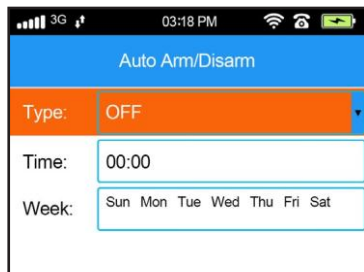 3G 03:18 PM
Auto Arm/Disarm
Type: OFF
Time: 00:00
Week: Sun Mon Tue Wed Thu Fri Sat